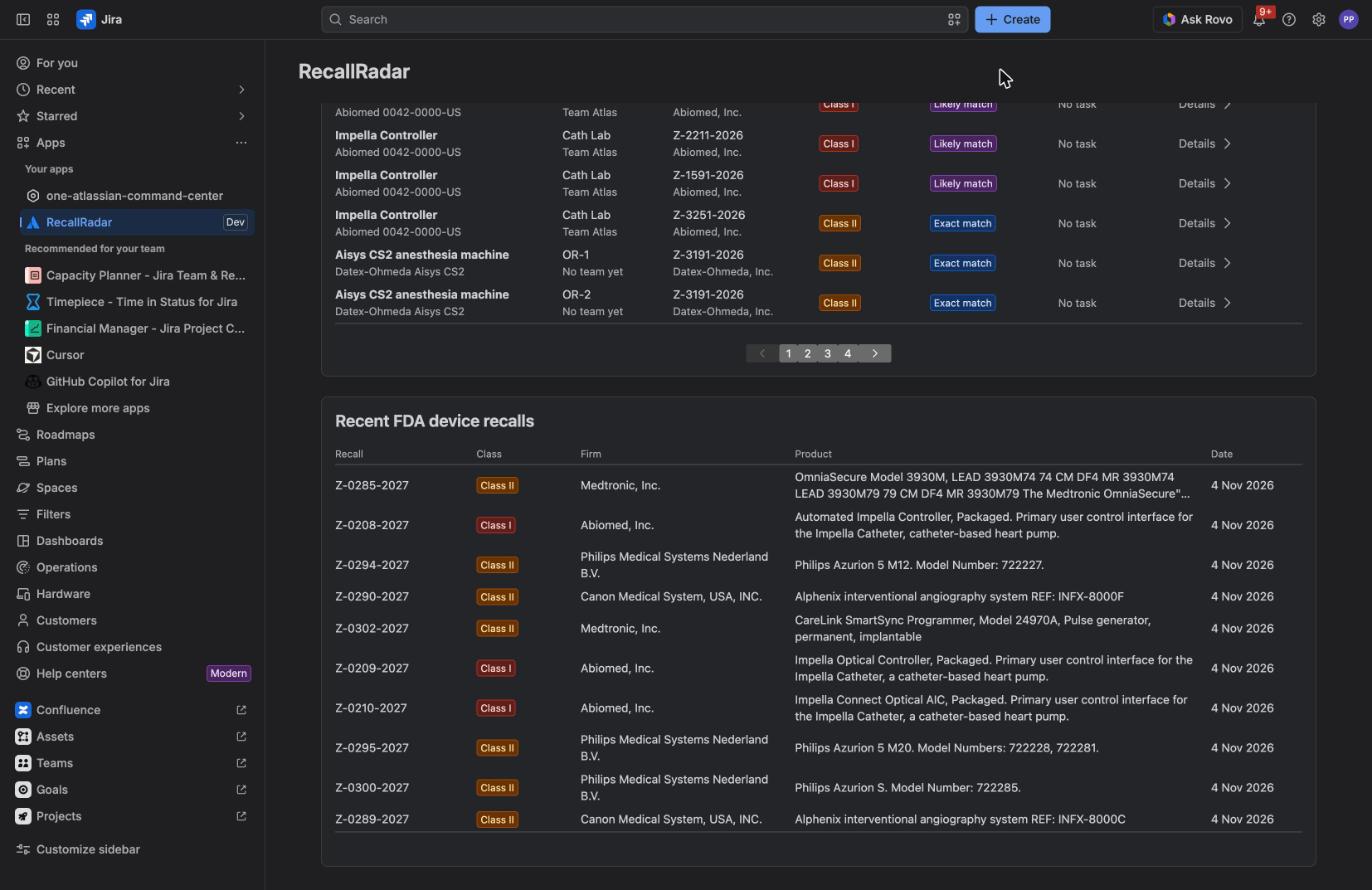 Jira
Search
Create
Ask Rovo
9+
PP
For you
Recent
Starred
Apps
Your apps
one-atlassian-command-center
RecallRadar Dev
Recommended for your team
Capacity Planner - Jira Team & Re...
Timepiece - Time in Status for Jira
Financial Manager - Jira Project C...
Cursor
GitHub Copilot for Jira
Explore more apps
Roadmaps
Plans
Spaces
Filters
Dashboards
Operations
Hardware
Customers
Customer experiences
Help centers Modern
Confluence
Assets
Teams
Goals
Projects
Customize sidebar
RecallRadar
Abiomed 0042-0000-US Team Atlas Abiomed, Inc. Class I Likely match No task Details
Impella Controller Cath Lab Z-2211-2026 Class I Likely match No task Details
Abiomed 0042-0000-US Team Atlas Abiomed, Inc.
Impella Controller Cath Lab Z-1591-2026 Class I Likely match No task Details
Abiomed 0042-0000-US Team Atlas Abiomed, Inc.
Impella Controller Cath Lab Z-3251-2026 Class II Exact match No task Details
Abiomed 0042-0000-US Team Atlas Abiomed, Inc.
Aisys CS2 anesthesia machine OR-1 Z-3191-2026 Class II Exact match No task Details
Datex-Ohmeda Aisys CS2 No team yet Datex-Ohmeda, Inc.
Aisys CS2 anesthesia machine OR-2 Z-3191-2026 Class II Exact match No task Details
Datex-Ohmeda Aisys CS2 No team yet Datex-Ohmeda, Inc.
1 2 3 4
Recent FDA device recalls
Recall Class Firm Product Date
Z-0285-2027 Class II Medtronic, Inc. OmniaSecure Model 3930M, LEAD 3930M74 74 CM DF4 MR 3930M74 4 Nov 2026
LEAD 3930M79 79 CM DF4 MR 3930M79 The Medtronic OmniaSecure"...
Z-0208-2027 Class I Abiomed, Inc. Automated Impella Controller, Packaged. Primary user control interface for 4 Nov 2026
the Impella Catheter, catheter-based heart pump.
Z-0294-2027 Class II Philips Medical Systems Nederland Philips Azurion 5 M12. Model Number: 722227. 4 Nov 2026
B.V.
Z-0290-2027 Class II Canon Medical System, USA, INC. Alphenix interventional angiography system REF: INFX-8000F 4 Nov 2026
Z-0302-2027 Class II Medtronic, Inc. CareLink SmartSync Programmer, Model 24970A, Pulse generator, 4 Nov 2026
permanent, implantable
Z-0209-2027 Class I Abiomed, Inc. Impella Optical Controller, Packaged. Primary user control interface for the 4 Nov 2026
Impella Catheter, a catheter-based heart pump.
Z-0210-2027 Class I Abiomed, Inc. Impella Connect Optical AIC, Packaged. Primary user control interface for 4 Nov 2026
the Impella Catheter, a catheter-based heart pump.
Z-0295-2027 Class II Philips Medical Systems Nederland Philips Azurion 5 M20. Model Numbers: 722228, 722281. 4 Nov 2026
B.V.
Z-0300-2027 Class II Philips Medical Systems Nederland Philips Azurion S. Model Number: 722285. 4 Nov 2026
B.V.
Z-0289-2027 Class II Canon Medical System, USA, INC. Alphenix interventional angiography system REF: INFX-8000C 4 Nov 2026